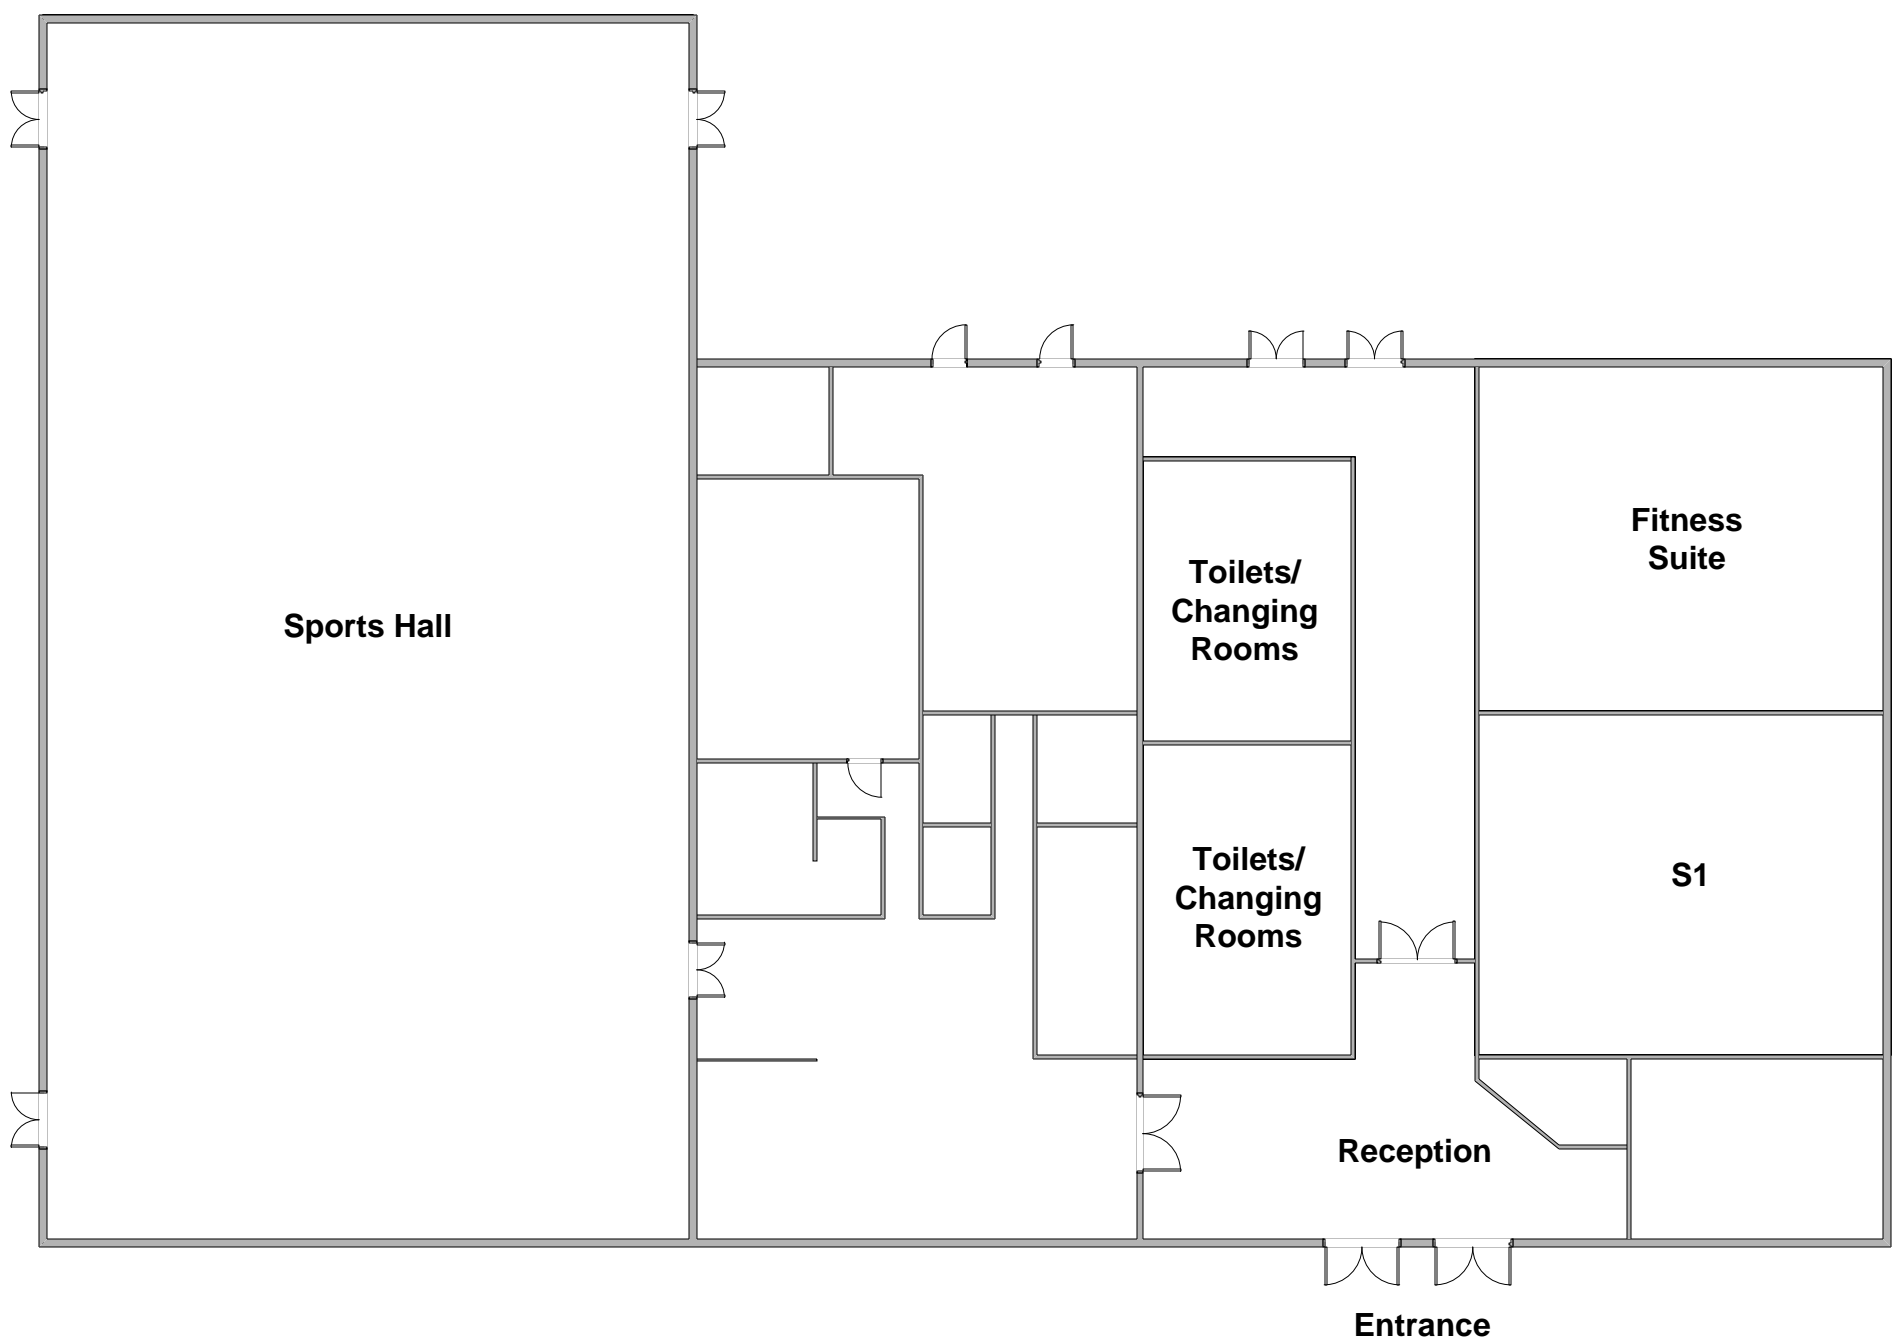 Fitness
Suite
Toilets/
Changing
Rooms
Sports Hall
Toilets/
Changing
Rooms
S1
Reception
Entrance